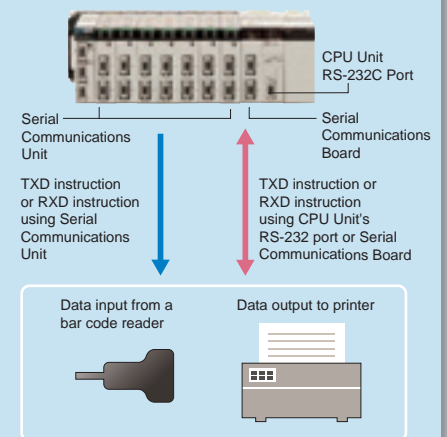 CPU Unit
RS-232C Port
Serial
Communications
Unit
Serial
Communications
Board
TXD instruction
or RXD instruction
using Serial
Communications
Unit
TXD instruction or
RXD instruction
using CPU Unit's
RS-232 port or Serial
Communications Board
Data input from a
bar code reader
Data output to printer